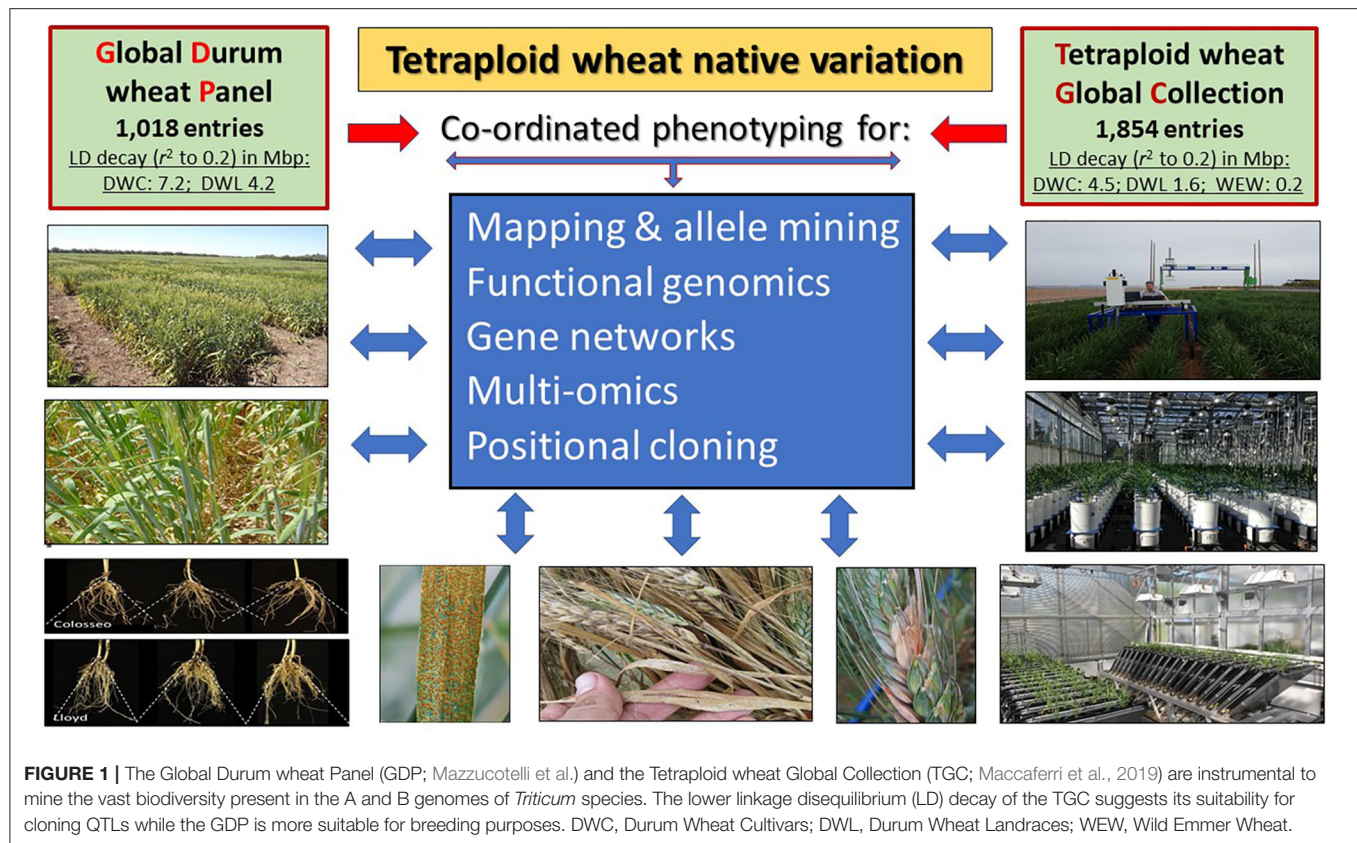 Global Durum
wheat Panel
1,018 entries
LD decay (r² to 0.2) in Mbp:
DWC: 7.2; DWL 4.2
Tetraploid wheat native variation
Co-ordinated phenotyping for:
Tetraploid wheat
Global Collection
1,854 entries
LD decay (r² to 0.2) in Mbp:
DWC: 4.5; DWL 1.6; WEW: 0.2
Mapping & allele mining
Functional genomics
Gene networks
Multi-omics
Positional cloning
Colosseo
Lloyd
FIGURE 1 | The Global Durum wheat Panel (GDP; Mazzucotelli et al.) and the Tetraploid wheat Global Collection (TGC; Maccaferri et al., 2019) are instrumental to
mine the vast biodiversity present in the A and B genomes of Triticum species. The lower linkage disequilibrium (LD) decay of the TGC suggests its suitability for
cloning QTLs while the GDP is more suitable for breeding purposes. DWC, Durum Wheat Cultivars; DWL, Durum Wheat Landraces; WEW, Wild Emmer Wheat.